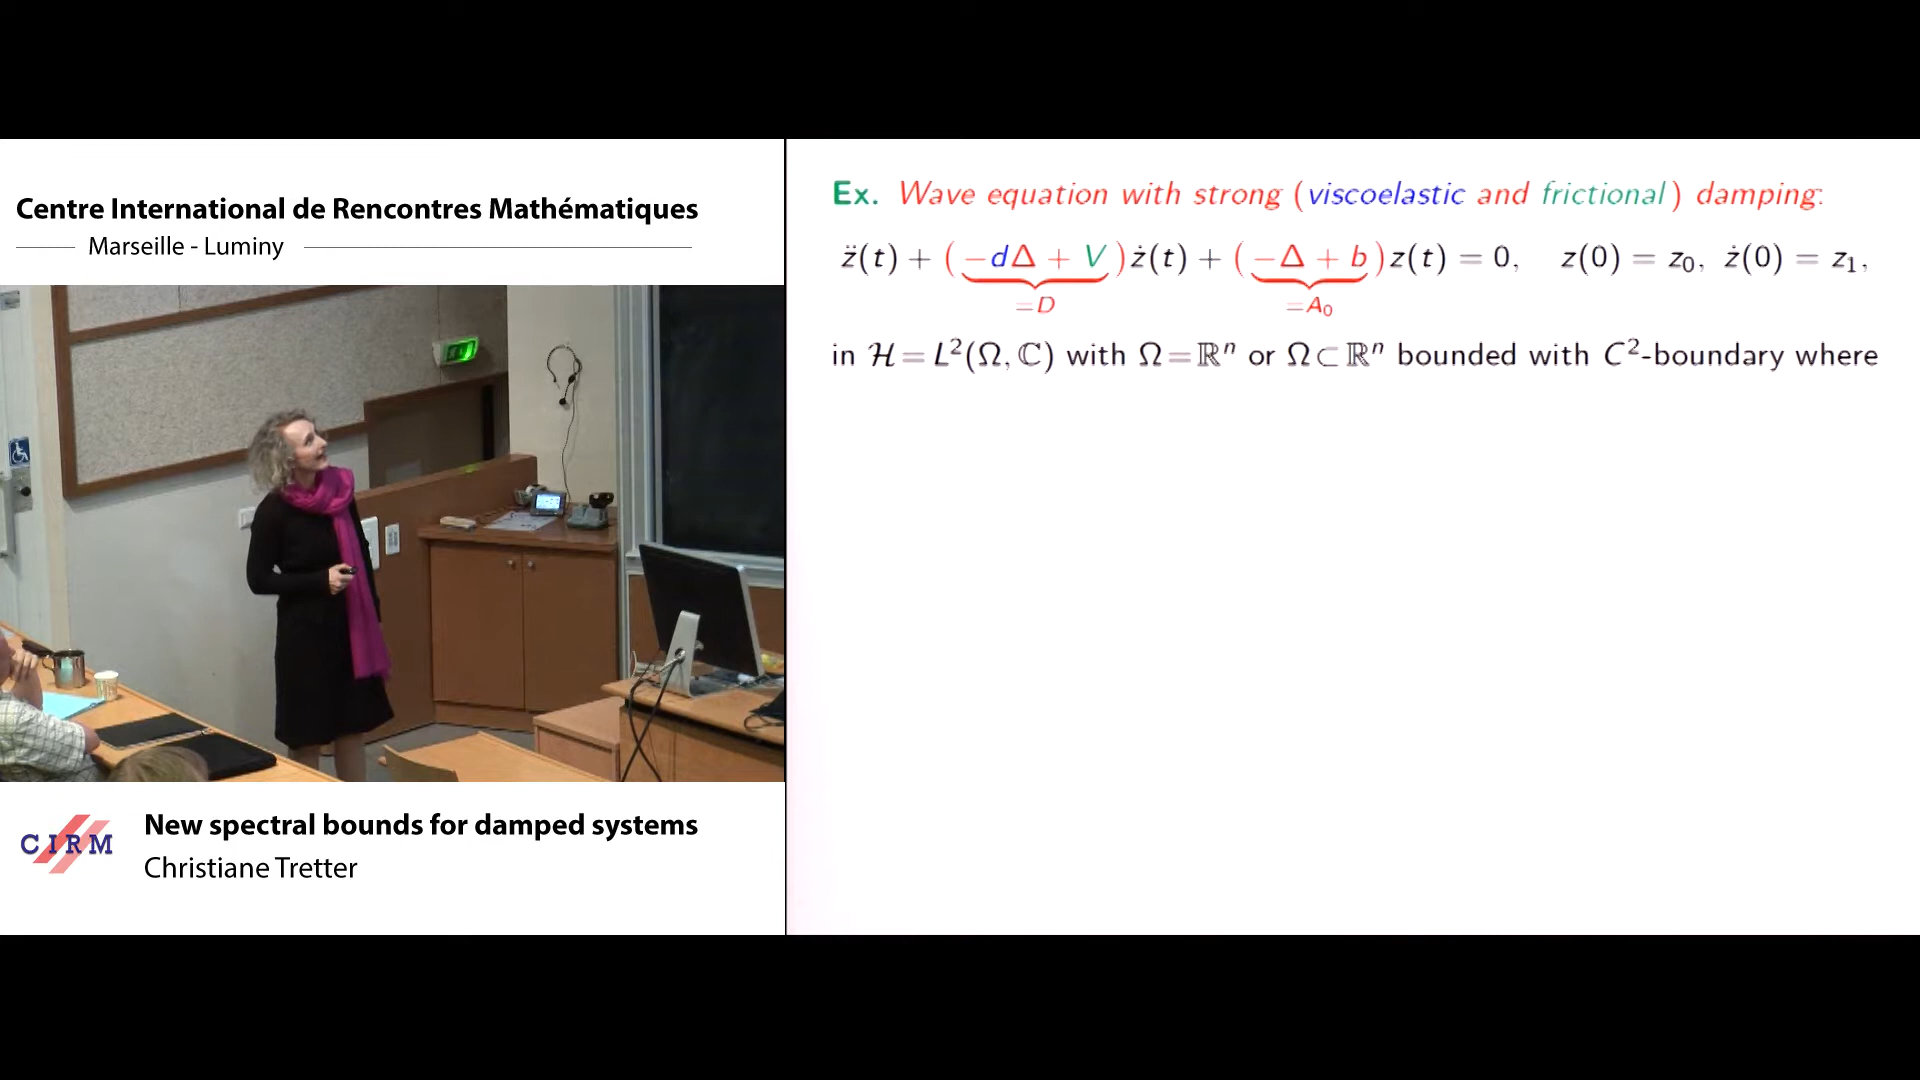 Centre International de Rencontres Mathématiques
Marseille - Luminy
CIRM
New spectral bounds for damped systems
Christiane Tretter
Ex. Wave equation with strong (viscoelastic and frictional) damping:
z̈(t) + (−dΔ + V)ż(t) + (−Δ + b)z(t) = 0, z(0) = z₀, ż(0) = z₁,
=D =A₀
in ℋ = L²(Ω, ℂ) with Ω = ℝⁿ or Ω ⊂ ℝⁿ bounded with C²-boundary where